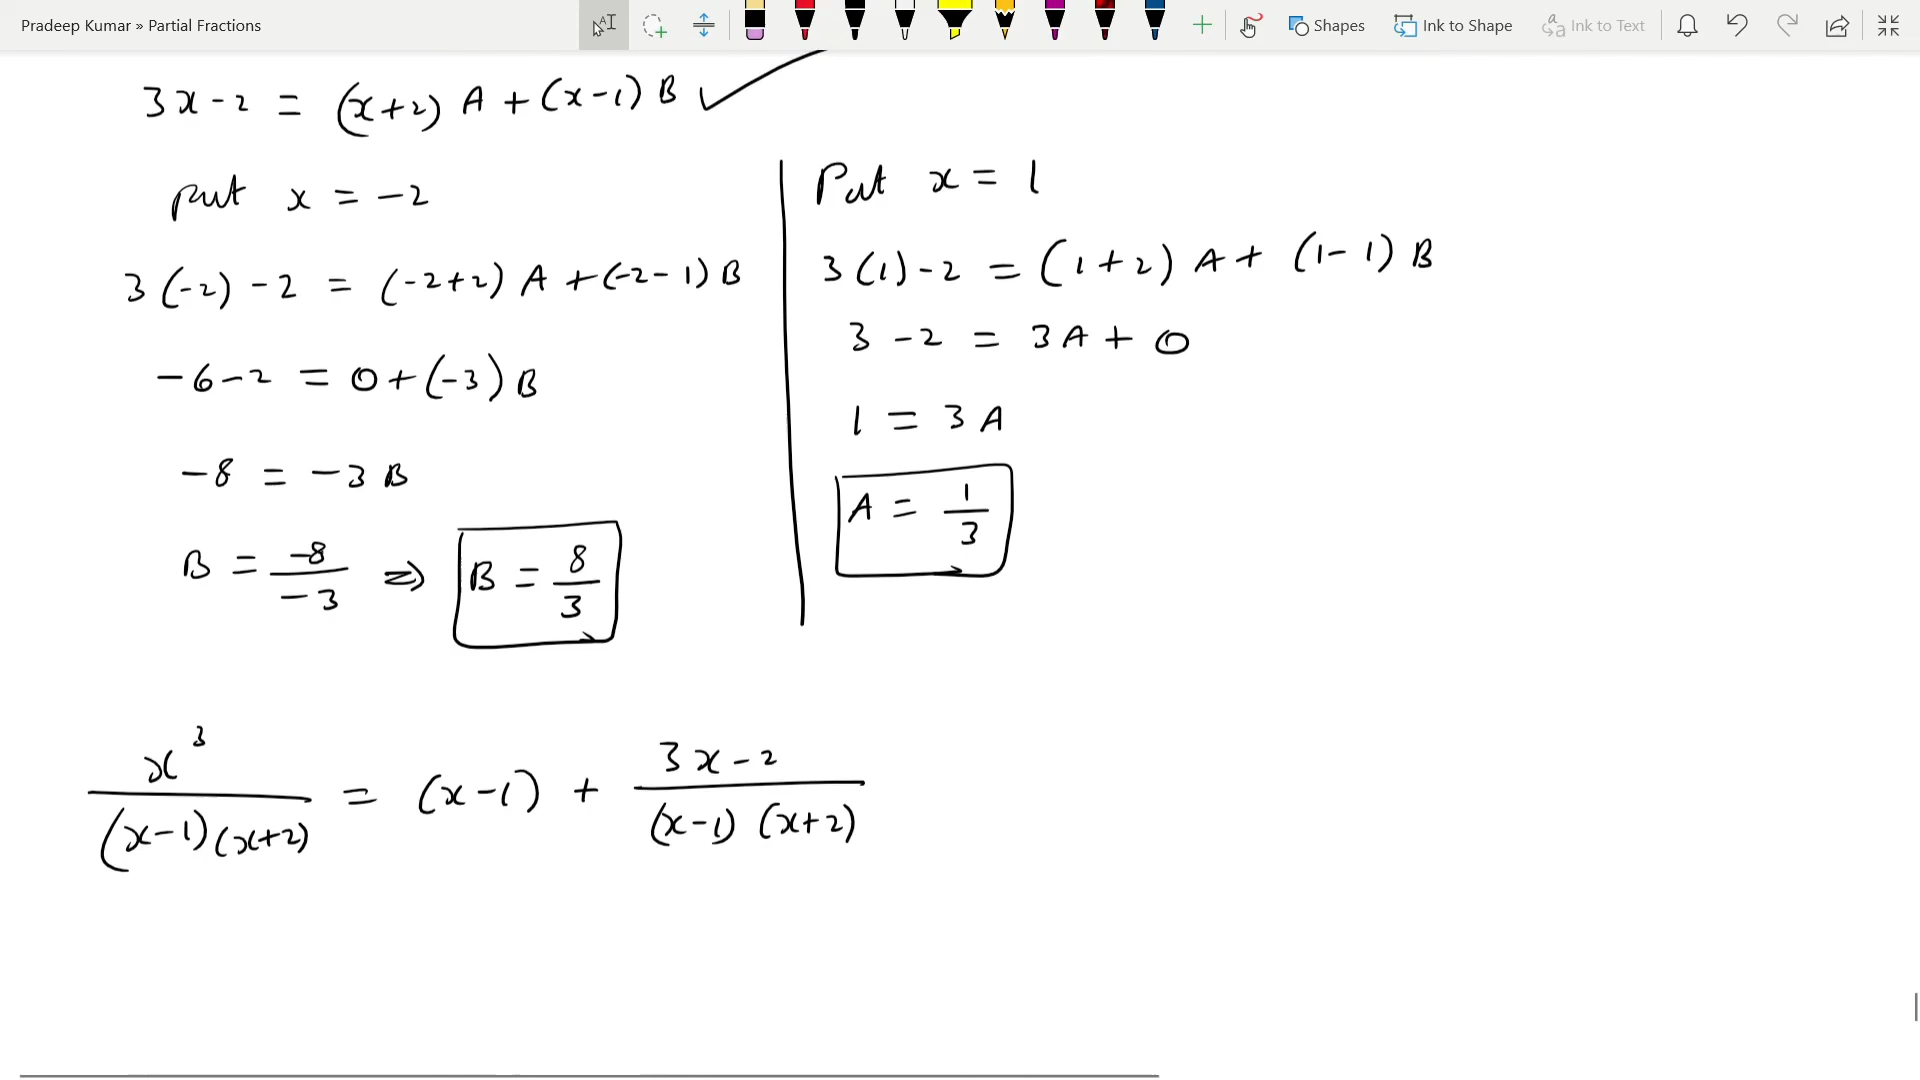 Pradeep Kumar » Partial Fractions
Shapes
Ink to Shape
Ink to Text
3x-2 = (x+2) A + (x-1) B ✓
put x = -2
3(-2) - 2 = (-2+2) A + (-2-1) B
-6-2 = 0+(-3) B
-8 = -3 B
B = -8/-3 ⇒ B = 8/3
Put x = 1
3(1)-2 = (1+2) A + (1-1) B
3 -2 = 3A + 0
1 = 3A
A = 1/3
x³/(x-1)(x+2) = (x-1) + 3x-2/(x-1)(x+2)